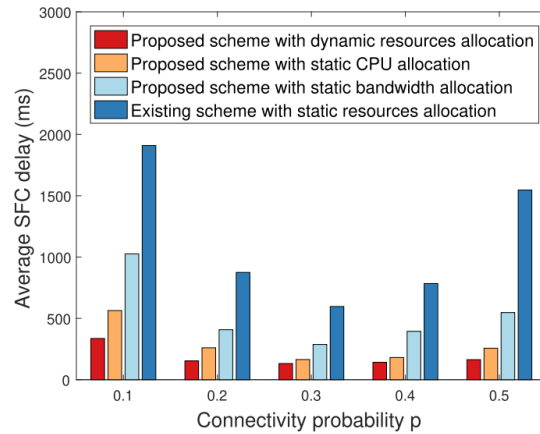 3000
2500
2000
1500
1000
500
0
Average SFC delay (ms)
Proposed scheme with dynamic resources allocation
Proposed scheme with static CPU allocation
Proposed scheme with static bandwidth allocation
Existing scheme with static resources allocation
0.1 0.2 0.3 0.4 0.5
Connectivity probability p